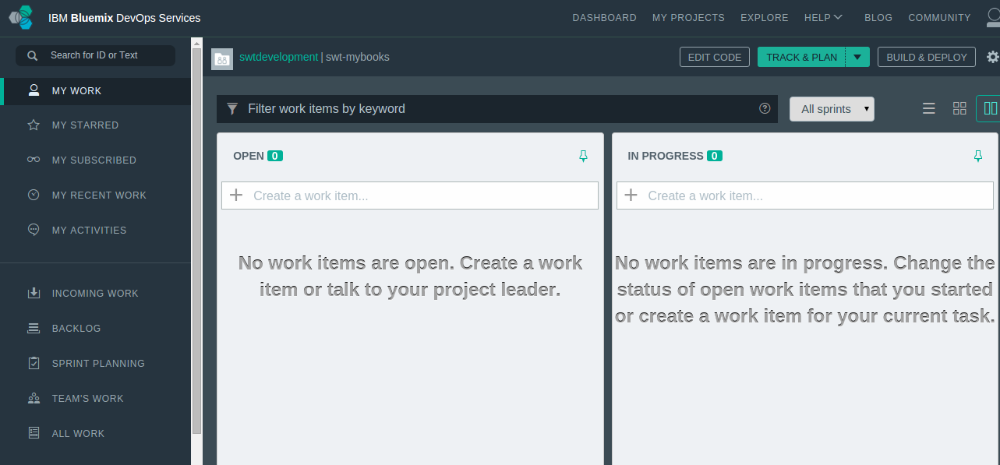 IBM Bluemix DevOps Services
DASHBOARD MY PROJECTS EXPLORE HELP BLOG COMMUNITY
Search for ID or Text
MY WORK
MY STARRED
MY SUBSCRIBED
MY RECENT WORK
MY ACTIVITIES
INCOMING WORK
BACKLOG
SPRINT PLANNING
TEAM'S WORK
ALL WORK
swtdevelopment | swt-mybooks
EDIT CODE TRACK & PLAN BUILD & DEPLOY
Filter work items by keyword ? All sprints
OPEN 0
Create a work item...
No work items are open. Create a work
item or talk to your project leader.
IN PROGRESS 0
Create a work item...
No work items are in progress. Change the
status of open work items that you started
or create a work item for your current task.